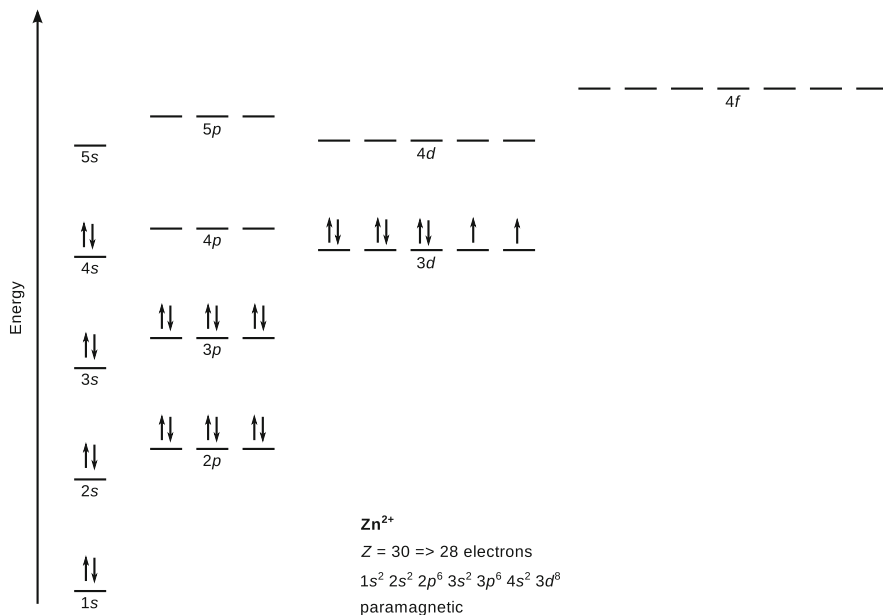 4f
5p
5s
4d
4p
3d
4s
Energy
3p
3s
2p
2s
Zn²⁺
Z = 30 => 28 electrons
1s² 2s² 2p⁶ 3s² 3p⁶ 4s² 3d⁸
1s
paramagnetic